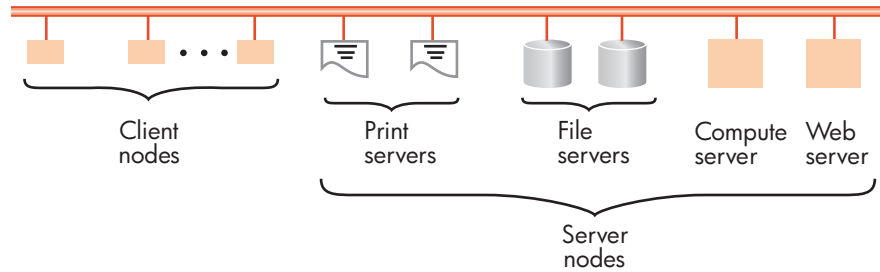 Client
nodes
Print
servers
File
servers
Compute
server
Web
server
Server
nodes